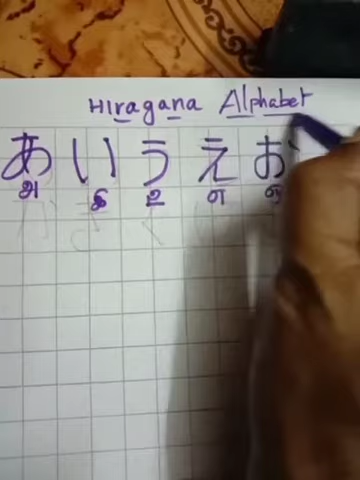 Hiragana Alphabet
あ い う え お
அ இ உ எ